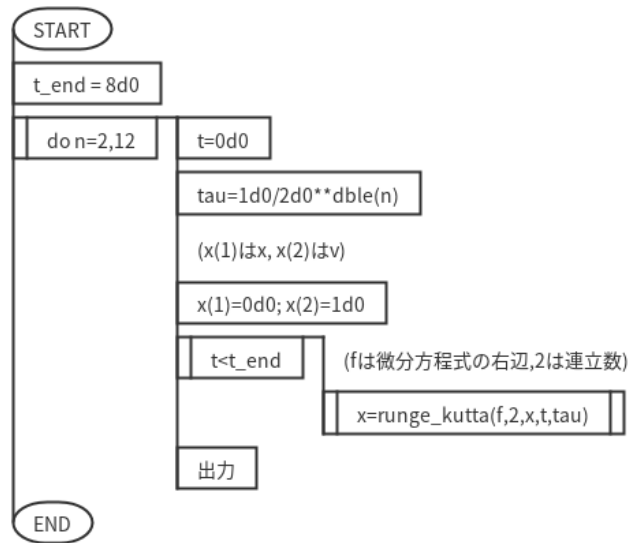 START
t_end = 8d0
do n=2,12
t=0d0
tau=1d0/2d0**dble(n)
(x(1)はx, x(2)はv)
x(1)=0d0; x(2)=1d0
t<t_end
(fは微分方程式の右辺,2は連立数)
x=runge_kutta(f,2,x,t,tau)
出力
END